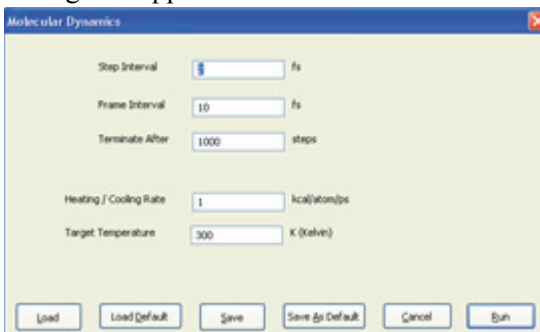 Molecular Dynamics
Step Interval fs
Frame Interval 10 fs
Terminate After 1000 steps
Heating / Cooling Rate 1 kcal/atom/ps
Target Temperature 300 K (Kelvin)
Load Load Default Save Save As Default Cancel Run